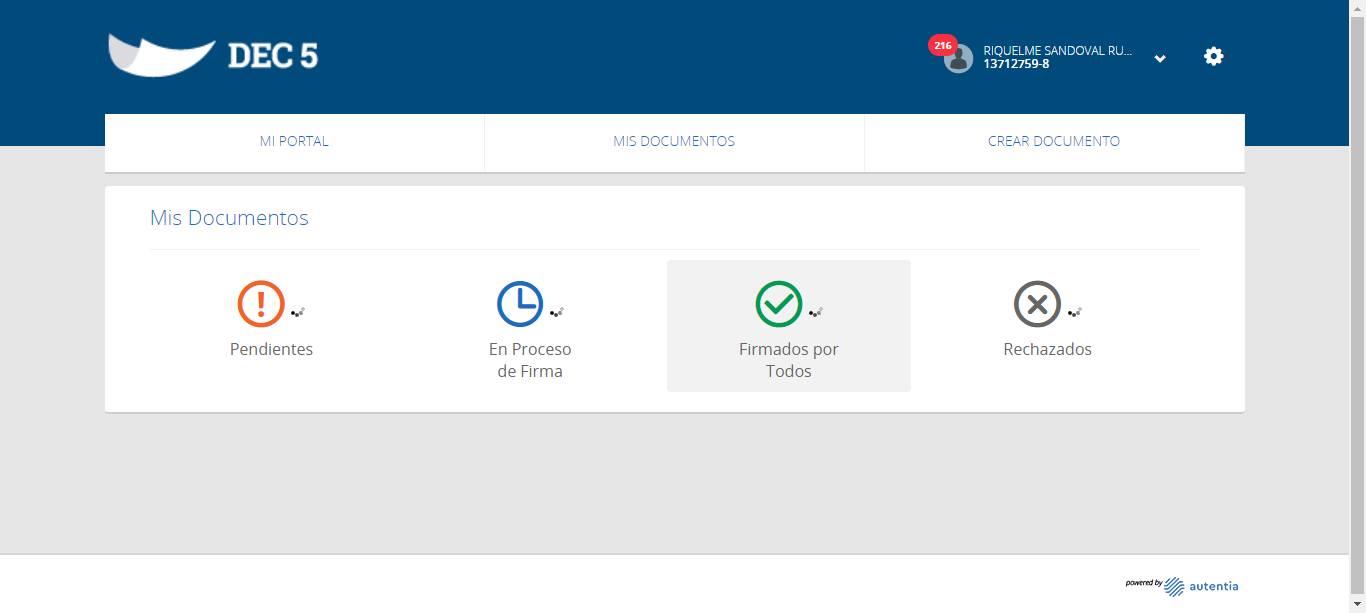 DEC 5
216
RIQUELME SANDOVAL RU...
13712759-8
MI PORTAL
MIS DOCUMENTOS
CREAR DOCUMENTO
Mis Documentos
Pendientes
En Proceso
de Firma
Firmados por
Todos
Rechazados
powered by
autentia